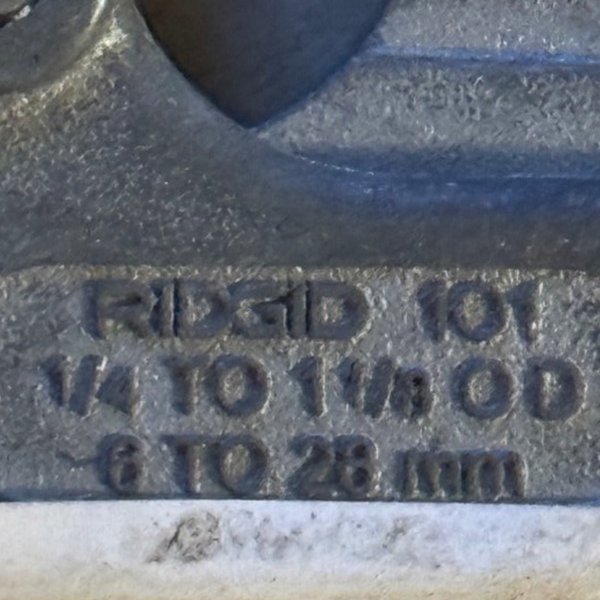 RIDGID 101
1/4 TO 1 1/8 OD
6 TO 28 mm